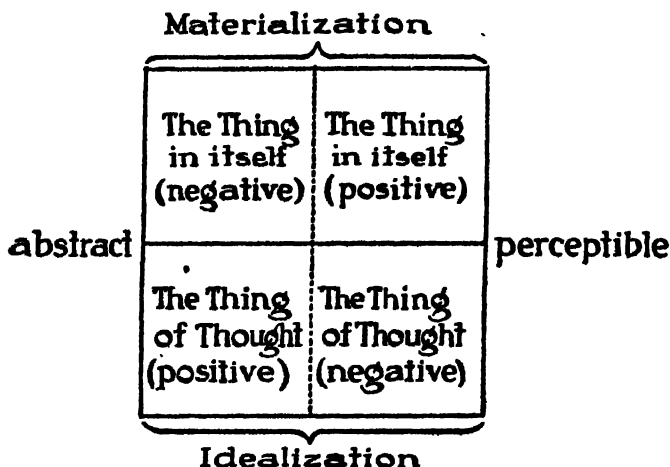 Materialization
The Thing
in itself
(negative)
The Thing
in itself
(positive)
abstract
perceptible
The Thing
of Thought
(positive)
The Thing
of Thought
(negative)
Idealization